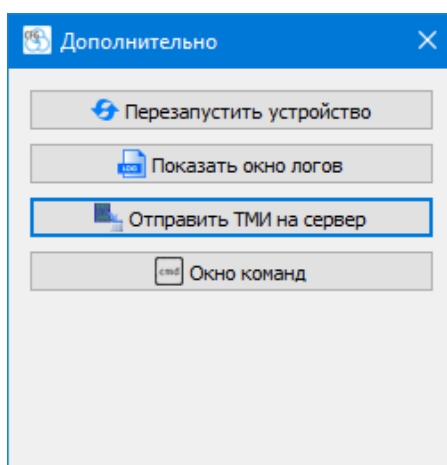 Дополнительно
Перезапустить устройство
Показать окно логов
Отправить ТМИ на сервер
Окно команд